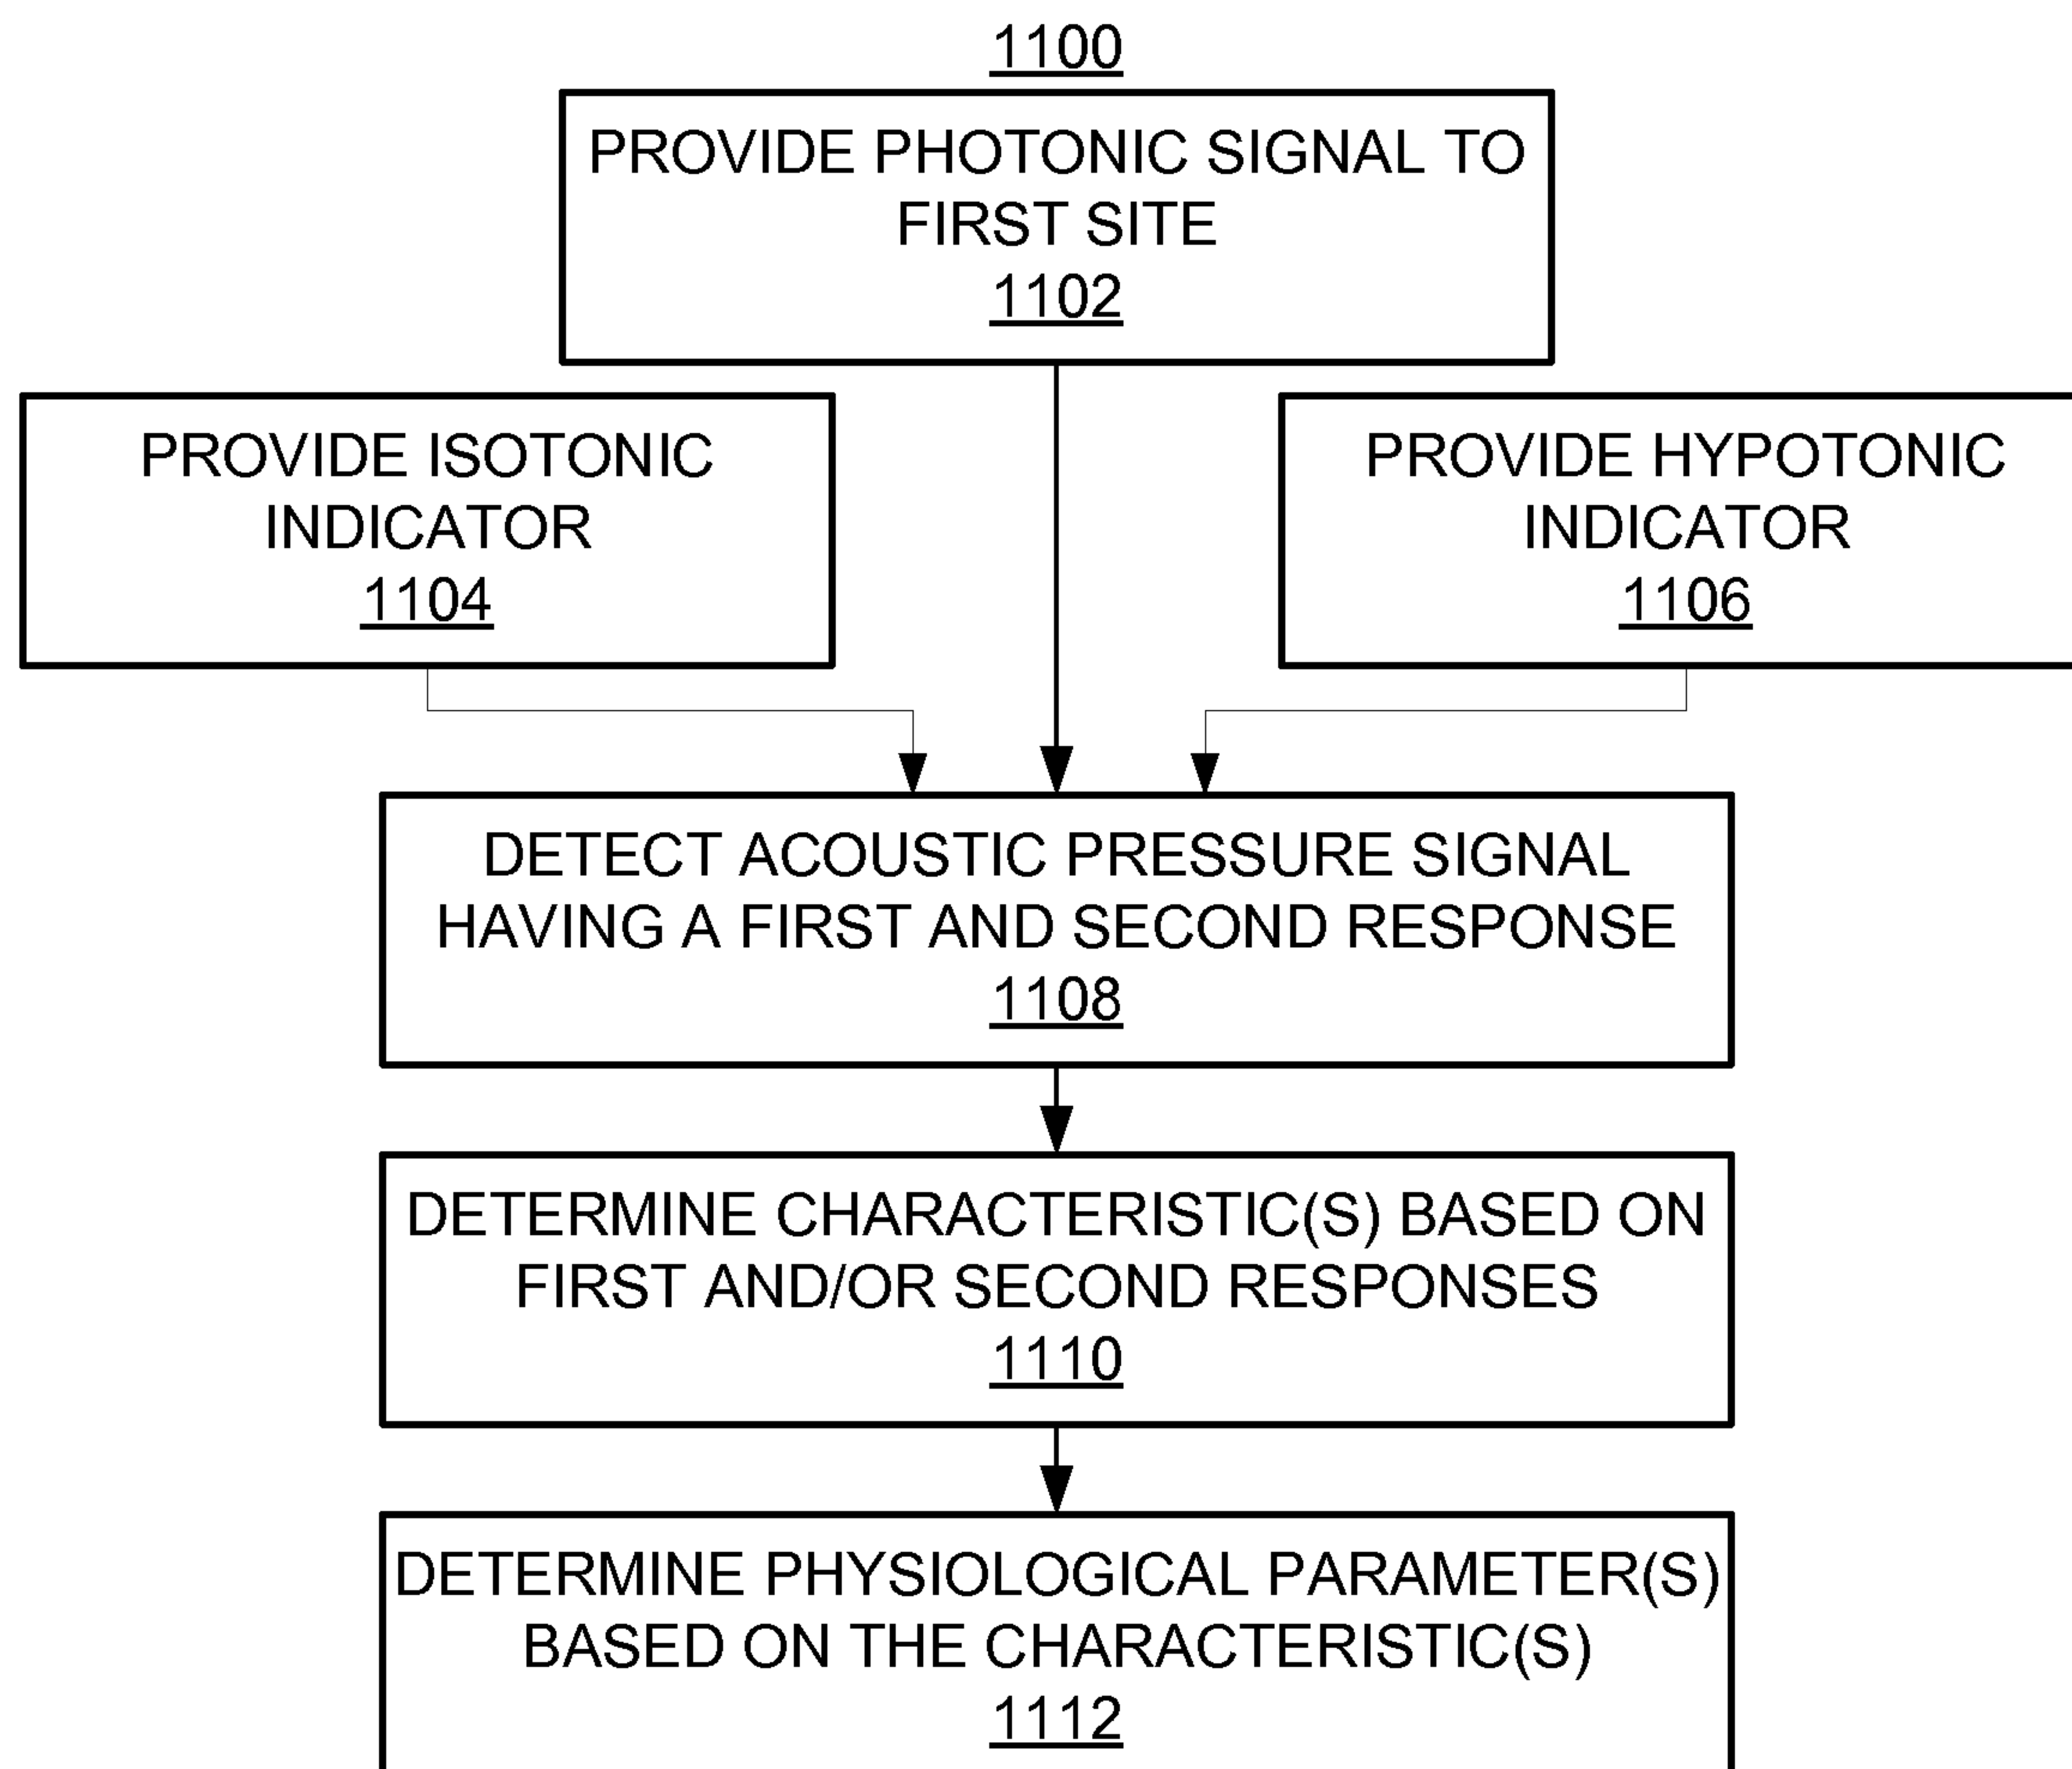 1100
PROVIDE PHOTONIC SIGNAL TO
FIRST SITE
1102
PROVIDE ISOTONIC
INDICATOR
1104
PROVIDE HYPOTONIC
INDICATOR
1106
DETECT ACOUSTIC PRESSURE SIGNAL
HAVING A FIRST AND SECOND RESPONSE
1108
DETERMINE CHARACTERISTIC(S) BASED ON
FIRST AND/OR SECOND RESPONSES
1110
DETERMINE PHYSIOLOGICAL PARAMETER(S)
BASED ON THE CHARACTERISTIC(S)
1112